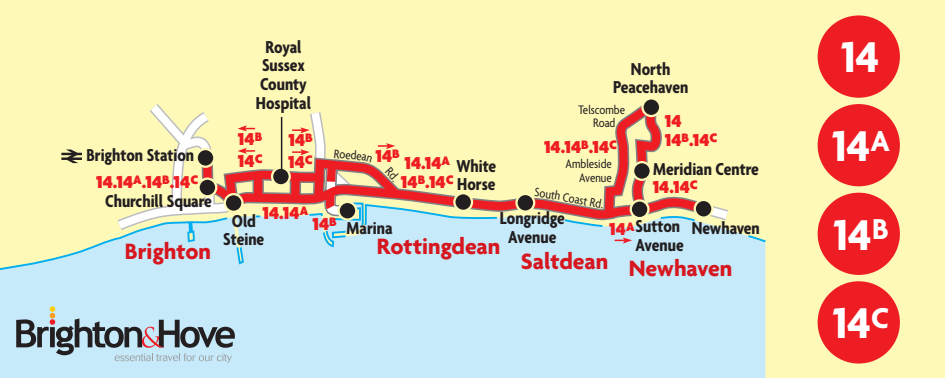 Royal
Sussex
County
Hospital
North
Peacehaven
Telscombe
Road
14
14B.14C
14.14B.14C
Ambleside
Avenue
14B
14B
14C
14C
Brighton Station
Roedean
Rd.
14B
14.14A
14B.14C
White
Horse
Meridian Centre
14.14C
14.14A.14B.14C
Churchill Square
14.14A
South Coast Rd.
Old
Steine
14B
Marina
Longridge
Avenue
14A
Sutton
Avenue
Newhaven
Brighton
Rottingdean
Saltdean
Newhaven
Brighton&Hove
essential travel for our city
14
14A
14B
14C